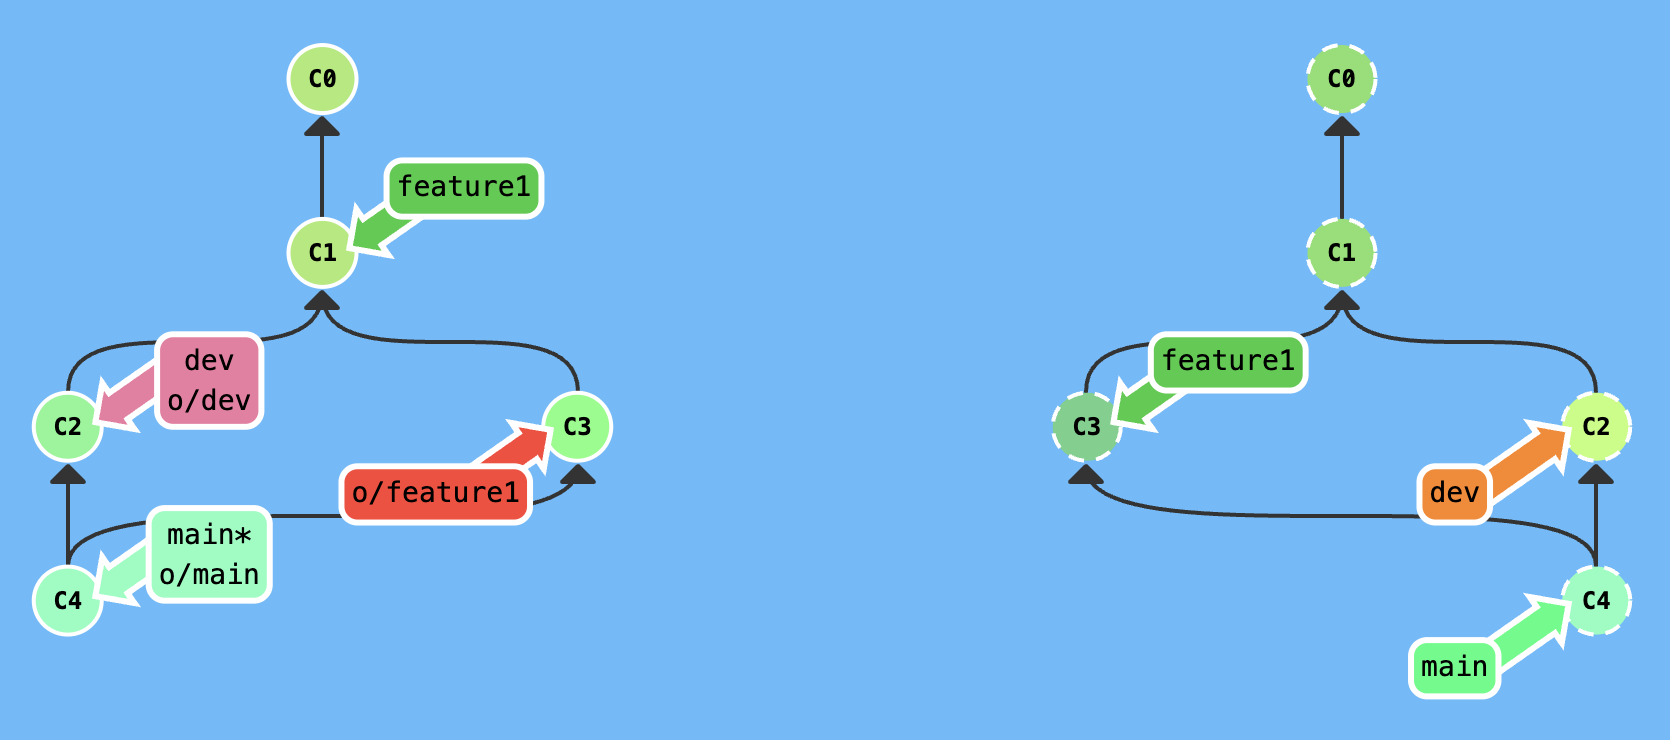 C0
feature1
C1
dev
o/dev
C2
C3
o/feature1
main*
o/main
C4
C0
C1
feature1
C3
C2
dev
C4
main